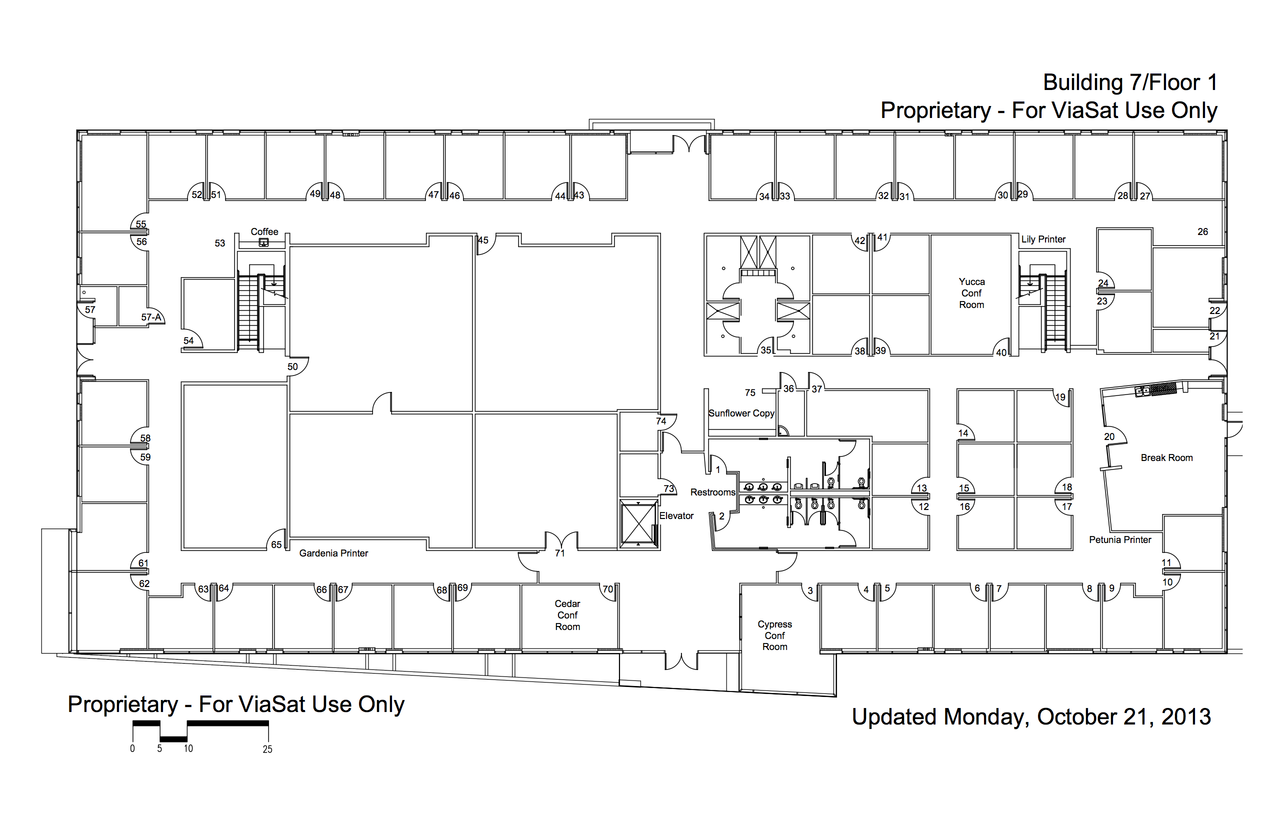 Building 7/Floor 1
Proprietary - For ViaSat Use Only
52 51 49 48 47 46 44 43 34 33 32 31 30 29 28 27
55
56
53
Coffee
45
42 41
Lily Printer
26
24
23
Yucca
Conf
Room
57
57-A
54
50
35
38 39
40
22
21
36 37
75
Sunflower Copy
74
19
14
20
Break Room
58
59
1
Restrooms
2
73
Elevator
13
12
15
16
18
17
65
Gardenia Printer
71
Petunia Printer
61
62
11
10
63 64 66 67 68 69 70
3 4 5 6 7 8 9
Cedar
Conf
Room
Cypress
Conf
Room
Proprietary - For ViaSat Use Only
0 5 10 25
Updated Monday, October 21, 2013